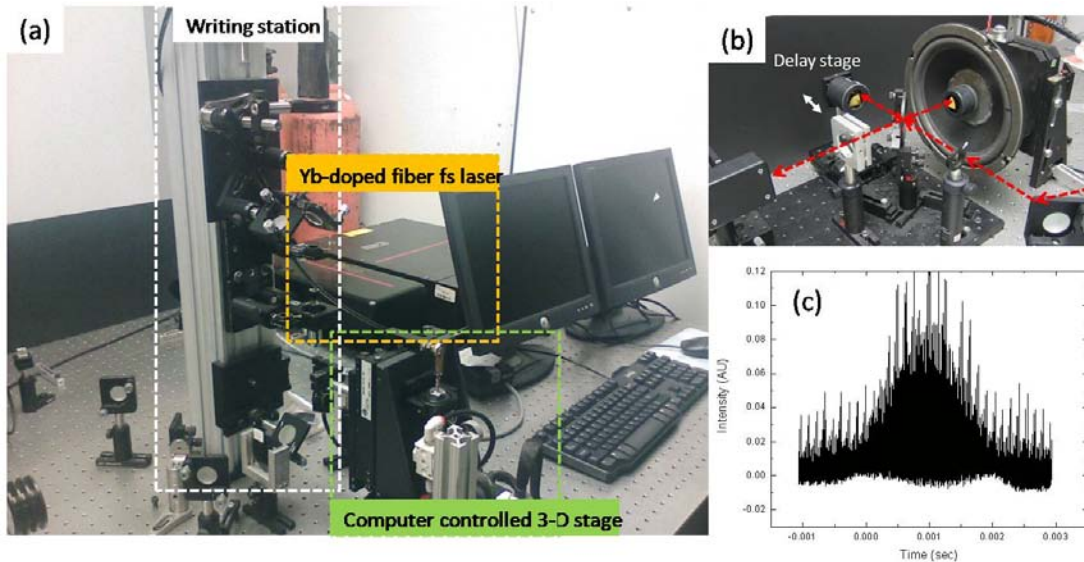 (a)
Writing station
Yb-doped fiber fs laser
Computer controlled 3-D stage
(b)
Delay stage
(c)
Intensity (AU)
0.12
0.10
0.08
0.06
0.04
0.02
0.00
-0.02
-0.001
0.000
0.001
0.002
0.003
Time (sec)